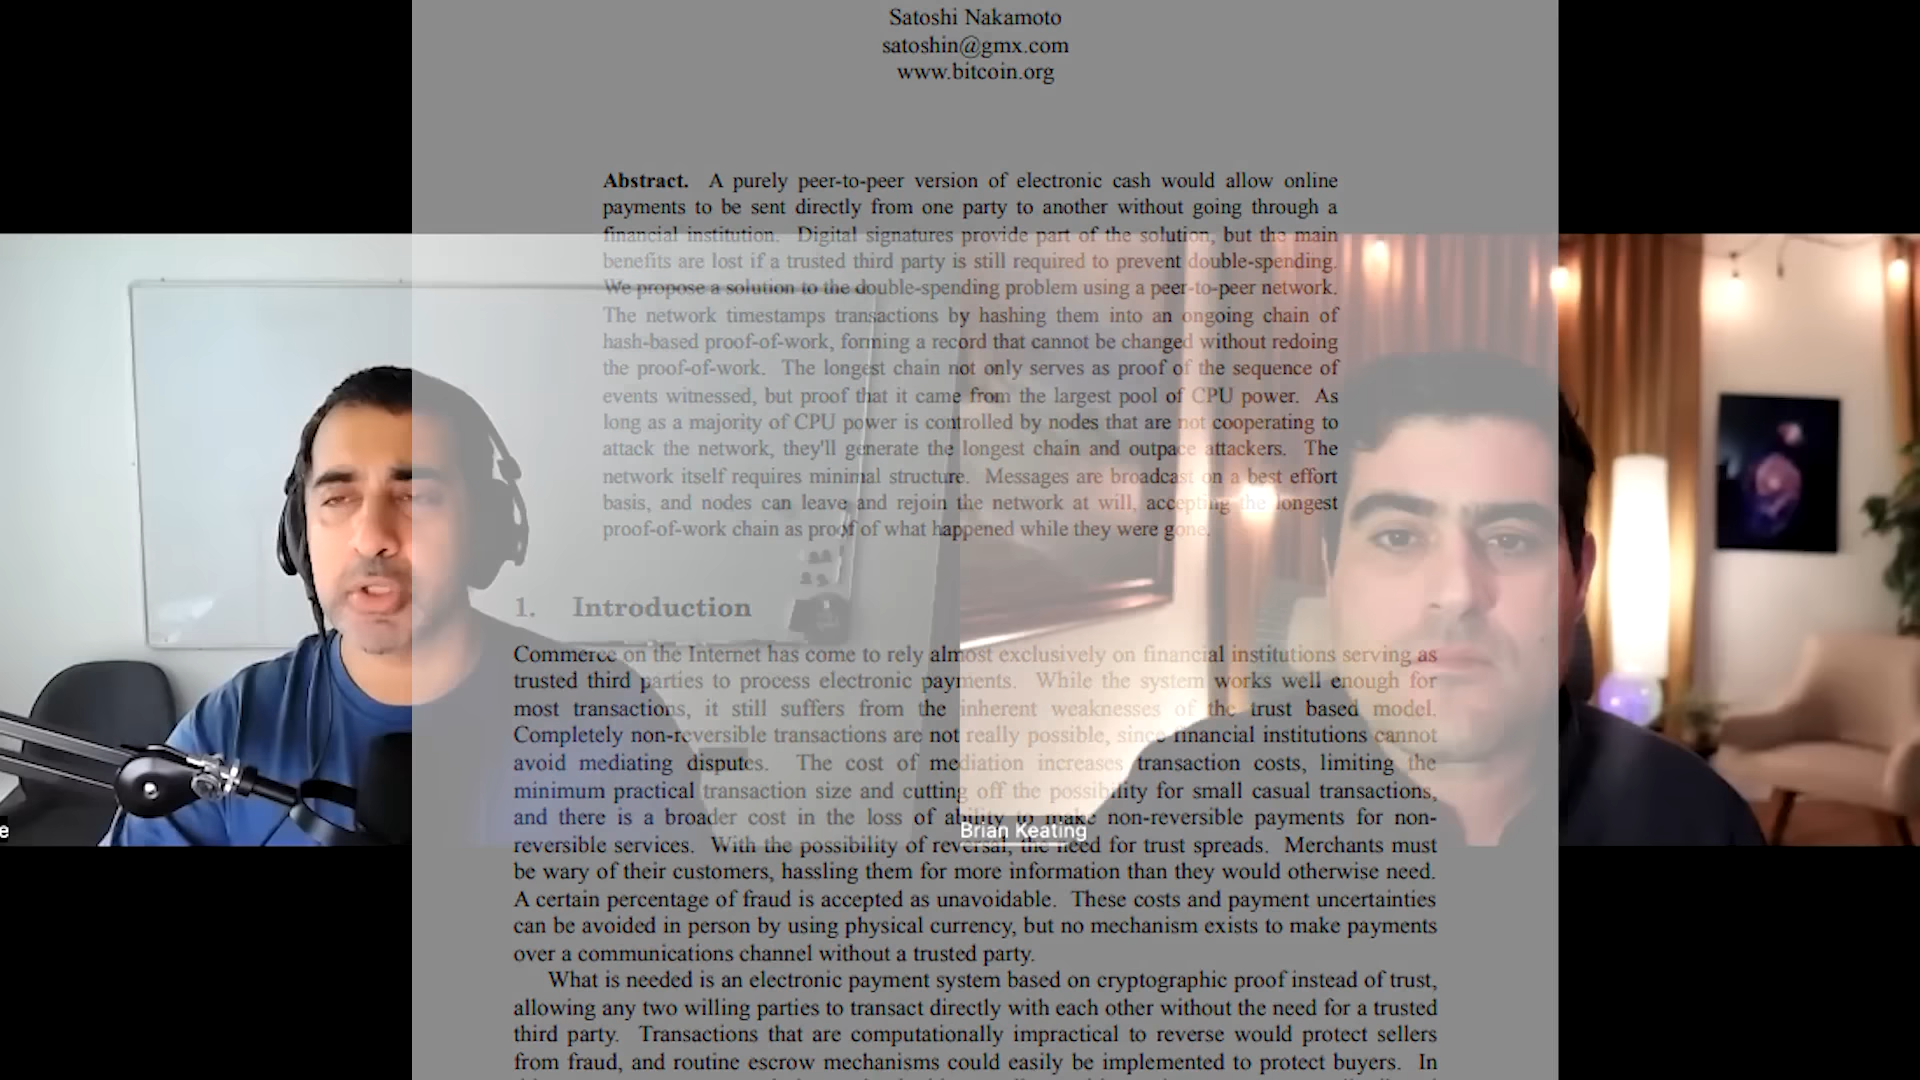 Satoshi Nakamoto
satoshin@gmx.com
www.bitcoin.org
Abstract. A purely peer-to-peer version of electronic cash would allow online
payments to be sent directly from one party to another without going through a
financial institution. Digital signatures provide part of the solution, but the main
benefits are lost if a trusted third party is still required to prevent double-spending.
We propose a solution to the double-spending problem using a peer-to-peer network.
The network timestamps transactions by hashing them into an ongoing chain of
hash-based proof-of-work, forming a record that cannot be changed without redoing
the proof-of-work. The longest chain not only serves as proof of the sequence of
events witnessed, but proof that it came from the largest pool of CPU power. As
long as a majority of CPU power is controlled by nodes that are not cooperating to
attack the network, they'll generate the longest chain and outpace attackers. The
network itself requires minimal structure. Messages are broadcast on a best effort
basis, and nodes can leave and rejoin the network at will, accepting the longest
proof-of-work chain as proof of what happened while they were gone.
1. Introduction
Commerce on the Internet has come to rely almost exclusively on financial institutions serving as
trusted third parties to process electronic payments. While the system works well enough for
most transactions, it still suffers from the inherent weaknesses of the trust based model.
Completely non-reversible transactions are not really possible, since financial institutions cannot
avoid mediating disputes. The cost of mediation increases transaction costs, limiting the
minimum practical transaction size and cutting off the possibility for small casual transactions,
and there is a broader cost in the loss of ability to make non-reversible payments for non-
reversible services. With the possibility of reversal, the need for trust spreads. Merchants must
be wary of their customers, hassling them for more information than they would otherwise need.
A certain percentage of fraud is accepted as unavoidable. These costs and payment uncertainties
can be avoided in person by using physical currency, but no mechanism exists to make payments
over a communications channel without a trusted party.
What is needed is an electronic payment system based on cryptographic proof instead of trust,
allowing any two willing parties to transact directly with each other without the need for a trusted
third party. Transactions that are computationally impractical to reverse would protect sellers
from fraud, and routine escrow mechanisms could easily be implemented to protect buyers. In
e
Brian Keating